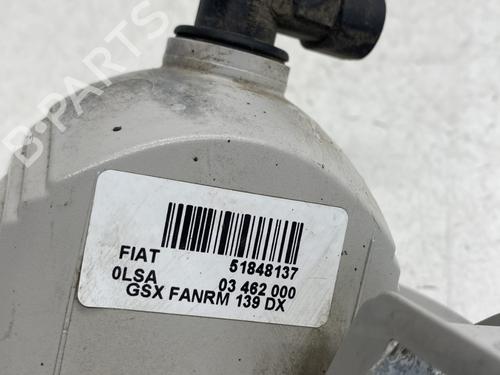 B-PARTS
FIAT 51848137
0LSA 03 462 000
GSX FANRM 139 DX